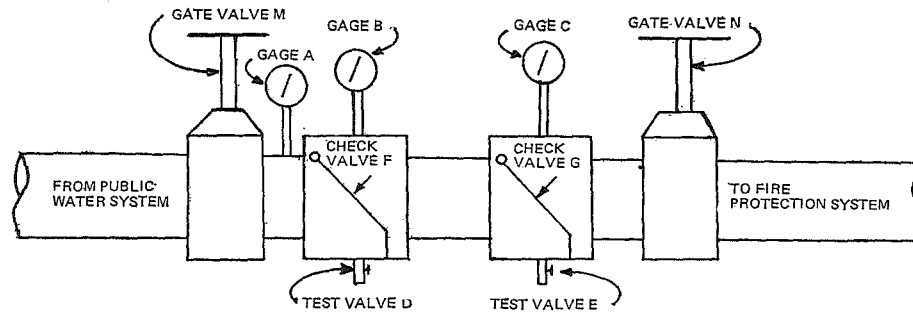 GATE VALVE M
GAGE A
GAGE B
GAGE C
GATE VALVE N
CHECK
VALVE F
CHECK
VALVE G
FROM PUBLIC
WATER SYSTEM
TO FIRE
PROTECTION SYSTEM
TEST VALVE D
TEST VALVE E